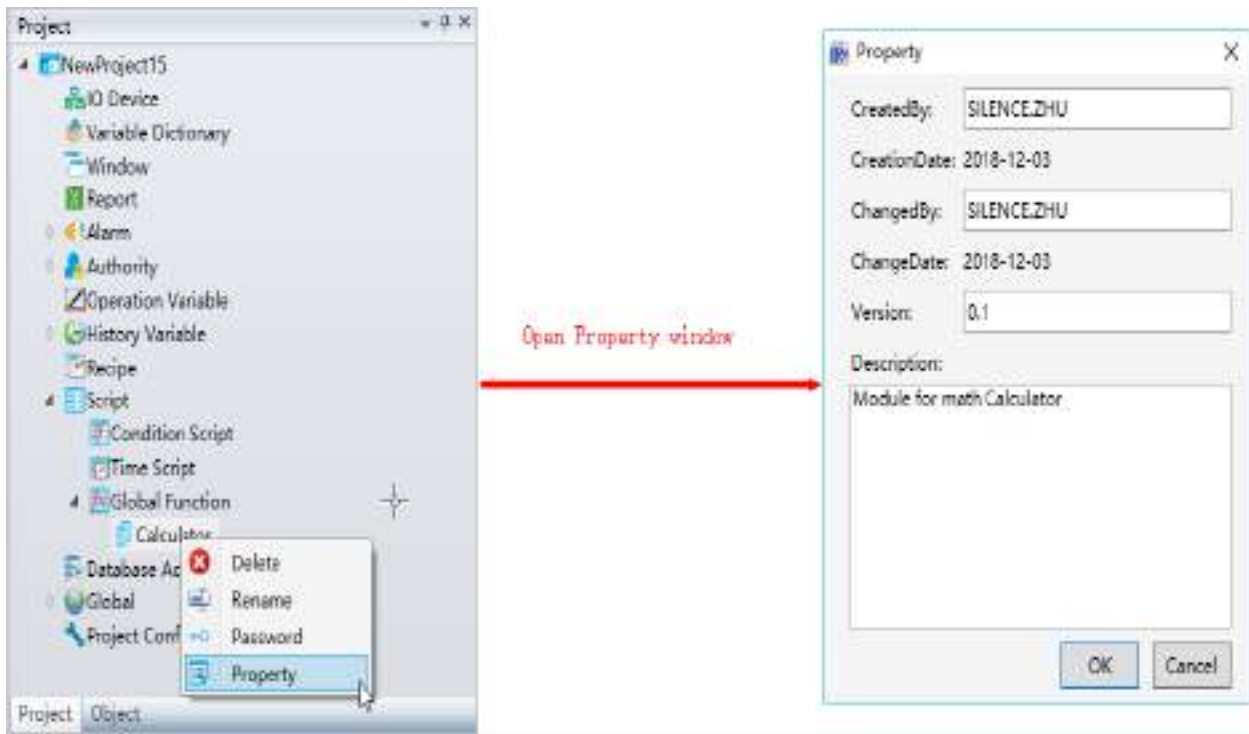 Project
NewProject15
IO Device
Variable Dictionary
Window
Report
Alarm
Authority
Operation Variable
History Variable
Recipe
Script
Condition Script
Time Script
Global Function
Calculator
Database Ac
Global
Project Conf
Delete
Rename
Password
Property
Project Object
Open Property window
Property
CreatedBy: SILENCE.ZHU
CreationDate: 2018-12-03
ChangedBy: SILENCE.ZHU
ChangeDate: 2018-12-03
Version: 0.1
Description:
Module for math Calculator
OK Cancel